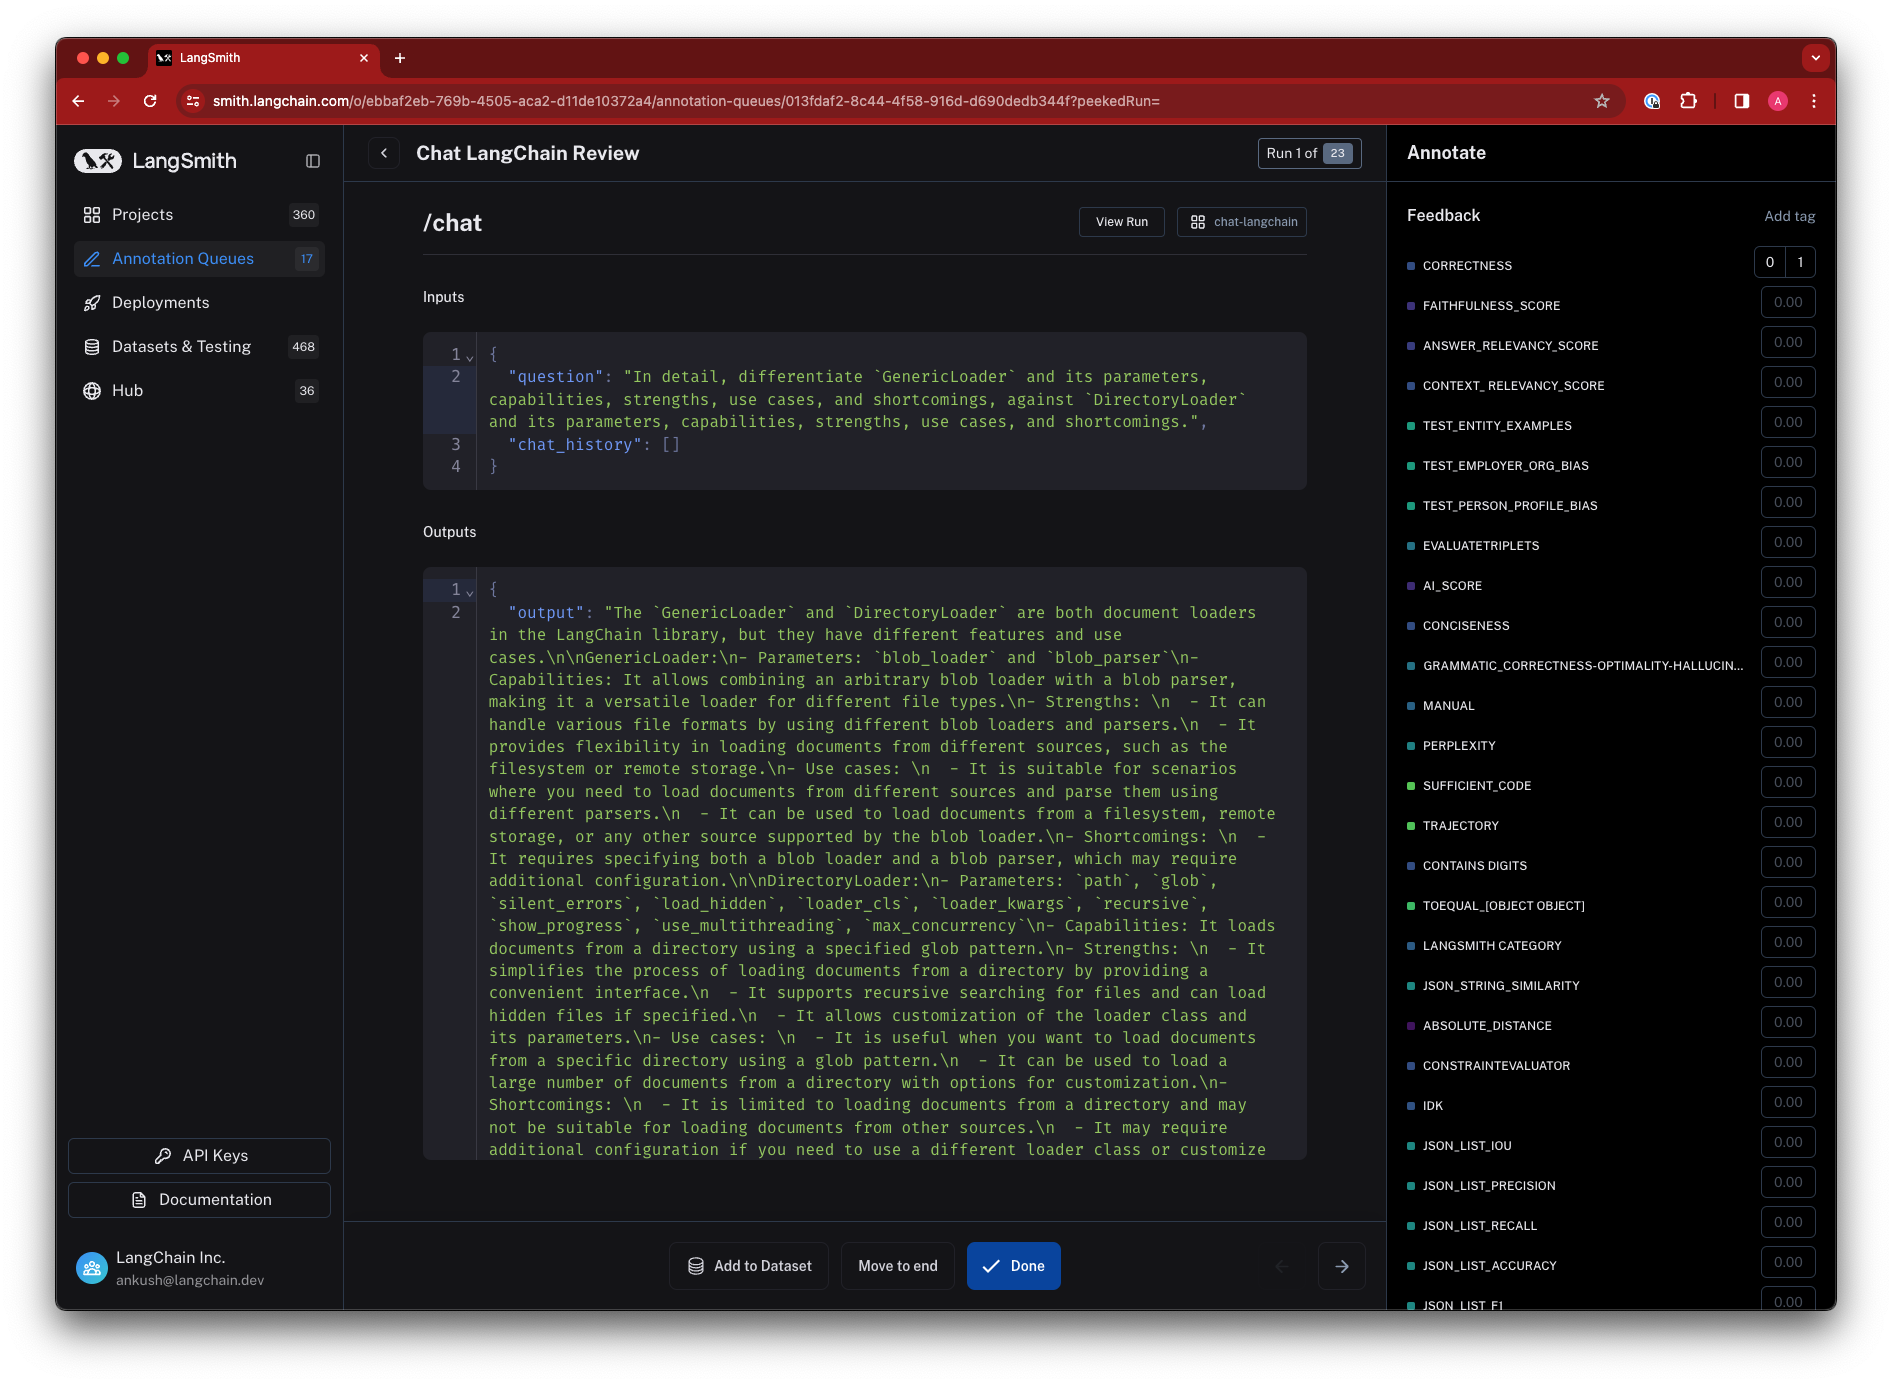 LangSmith
smith.langchain.com/o/ebbaf2eb-769b-4505-aca2-d11de10372a4/annotation-queues/013fdaf2-8c44-4f58-916d-d690dedb344f?peekedRun=
A
LangSmith
Projects 360
Annotation Queues 17
Deployments
Datasets & Testing 468
Hub 36
API Keys
Documentation
LangChain Inc.
ankush@langchain.dev
Chat LangChain Review
Run 1 of 23
/chat
View Run
chat-langchain
Inputs
1 {
2 "question": "In detail, differentiate `GenericLoader` and its parameters,
capabilities, strengths, use cases, and shortcomings, against `DirectoryLoader`
and its parameters, capabilities, strengths, use cases, and shortcomings.",
3 "chat_history": []
4 }
Outputs
1 {
2 "output": "The `GenericLoader` and `DirectoryLoader` are both document loaders
in the LangChain library, but they have different features and use
cases.\n\nGenericLoader:\n- Parameters: `blob_loader` and `blob_parser`\n-
Capabilities: It allows combining an arbitrary blob loader with a blob parser,
making it a versatile loader for different file types.\n- Strengths: \n  - It can
handle various file formats by using different blob loaders and parsers.\n  - It
provides flexibility in loading documents from different sources, such as the
filesystem or remote storage.\n- Use cases: \n  - It is suitable for scenarios
where you need to load documents from different sources and parse them using
different parsers.\n  - It can be used to load documents from a filesystem, remote
storage, or any other source supported by the blob loader.\n- Shortcomings: \n  -
It requires specifying both a blob loader and a blob parser, which may require
additional configuration.\n\nDirectoryLoader:\n- Parameters: `path`, `glob`,
`silent_errors`, `load_hidden`, `loader_cls`, `loader_kwargs`, `recursive`,
`show_progress`, `use_multithreading`, `max_concurrency`\n- Capabilities: It loads
documents from a directory using a specified glob pattern.\n- Strengths: \n  - It
simplifies the process of loading documents from a directory by providing a
convenient interface.\n  - It supports recursive searching for files and can load
hidden files if specified.\n  - It allows customization of the loader class and
its parameters.\n- Use cases: \n  - It is useful when you want to load documents
from a specific directory using a glob pattern.\n  - It can be used to load a
large number of documents from a directory with options for customization.\n-
Shortcomings: \n  - It is limited to loading documents from a directory and may
not be suitable for loading documents from other sources.\n  - It may require
additional configuration if you need to use a different loader class or customize
Add to Dataset
Move to end
Done
Annotate
Feedback
Add tag
CORRECTNESS 0 1
FAITHFULNESS_SCORE 0.00
ANSWER_RELEVANCY_SCORE 0.00
CONTEXT_ RELEVANCY_SCORE 0.00
TEST_ENTITY_EXAMPLES 0.00
TEST_EMPLOYER_ORG_BIAS 0.00
TEST_PERSON_PROFILE_BIAS 0.00
EVALUATETRIPLETS 0.00
AI_SCORE 0.00
CONCISENESS 0.00
GRAMMATIC_CORRECTNESS-OPTIMALITY-HALLUCIN... 0.00
MANUAL 0.00
PERPLEXITY 0.00
SUFFICIENT_CODE 0.00
TRAJECTORY 0.00
CONTAINS DIGITS 0.00
TOEQUAL_[OBJECT OBJECT] 0.00
LANGSMITH CATEGORY 0.00
JSON_STRING_SIMILARITY 0.00
ABSOLUTE_DISTANCE 0.00
CONSTRAINTEVALUATOR 0.00
IDK 0.00
JSON_LIST_IOU 0.00
JSON_LIST_PRECISION 0.00
JSON_LIST_RECALL 0.00
JSON_LIST_ACCURACY 0.00
JSON_LIST_F1 0.00